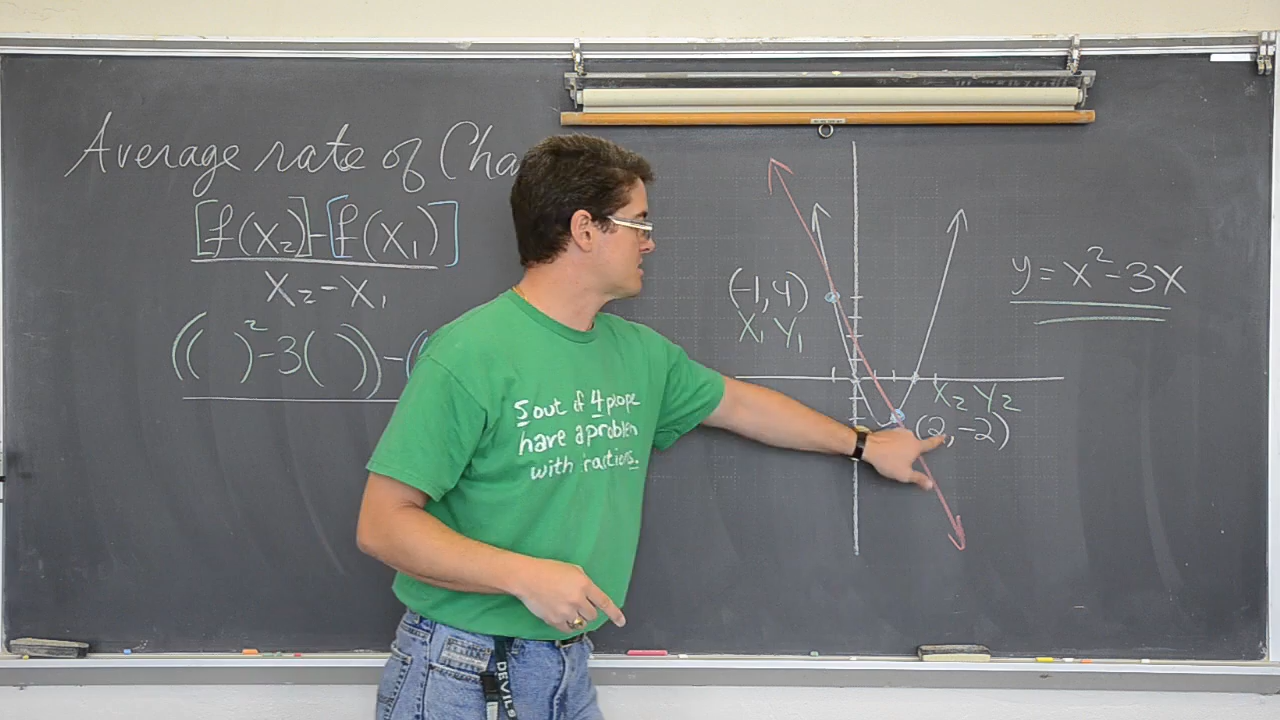 Average rate of Cha
[f(x₂)]-[f(x₁)]
x₂-x₁
(( )²-3( ))-(
(-1,4)
X₁ Y₁
y=x²-3x
X₂ Y₂
(2,-2)
5 out of 4 people
have a problem
with fractions.
DEVILS